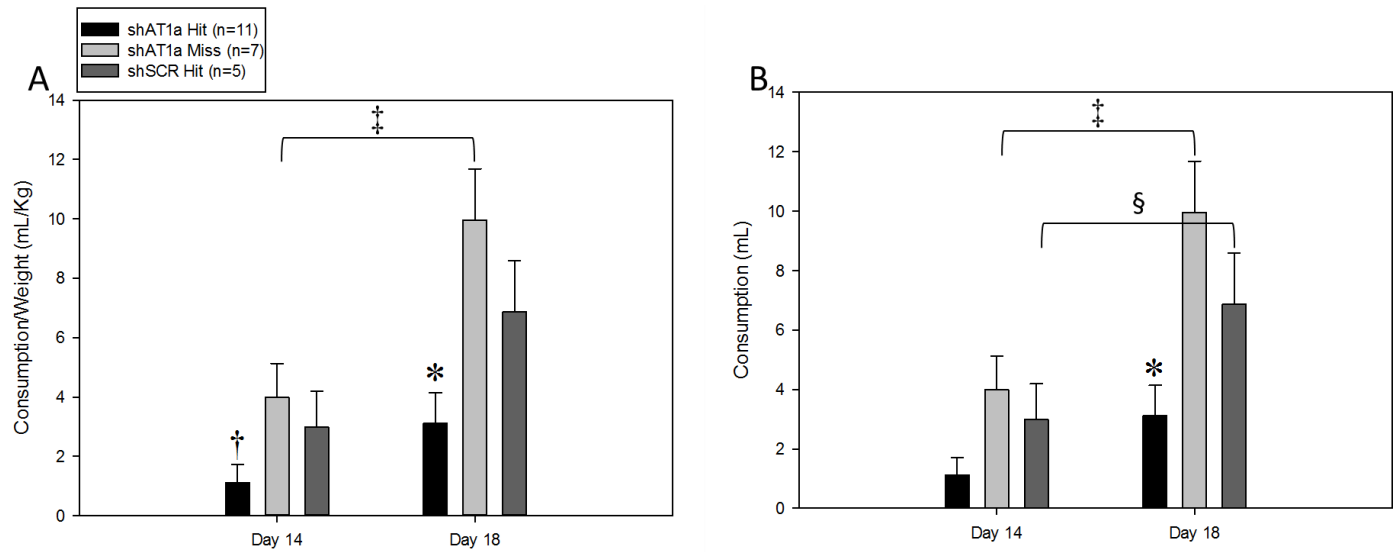 shAT1a Hit (n=11)
shAT1a Miss (n=7)
shSCR Hit (n=5)
A
Consumption/Weight (mL/Kg)
14
12
10
8
6
4
2
0
‡
†
*
Day 14
Day 18
B
Consumption (mL)
14
12
10
8
6
4
2
0
‡
§
*
Day 14
Day 18